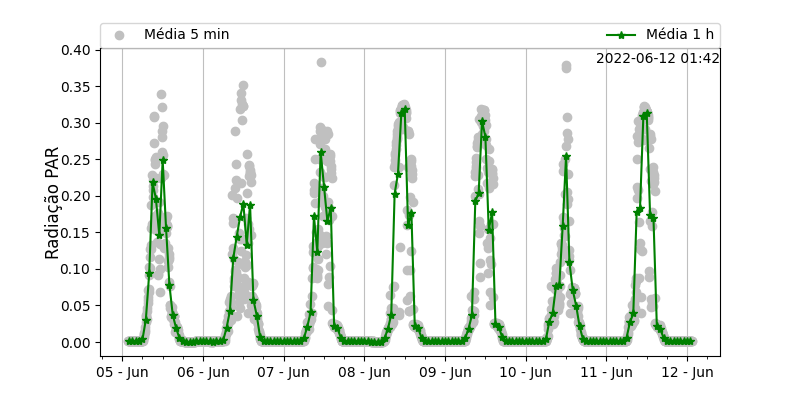 Média 5 min
Média 1 h
2022-06-12 01:42
Radiação PAR
0.40
0.35
0.30
0.25
0.20
0.15
0.10
0.05
0.00
05 - Jun
06 - Jun
07 - Jun
08 - Jun
09 - Jun
10 - Jun
11 - Jun
12 - Jun